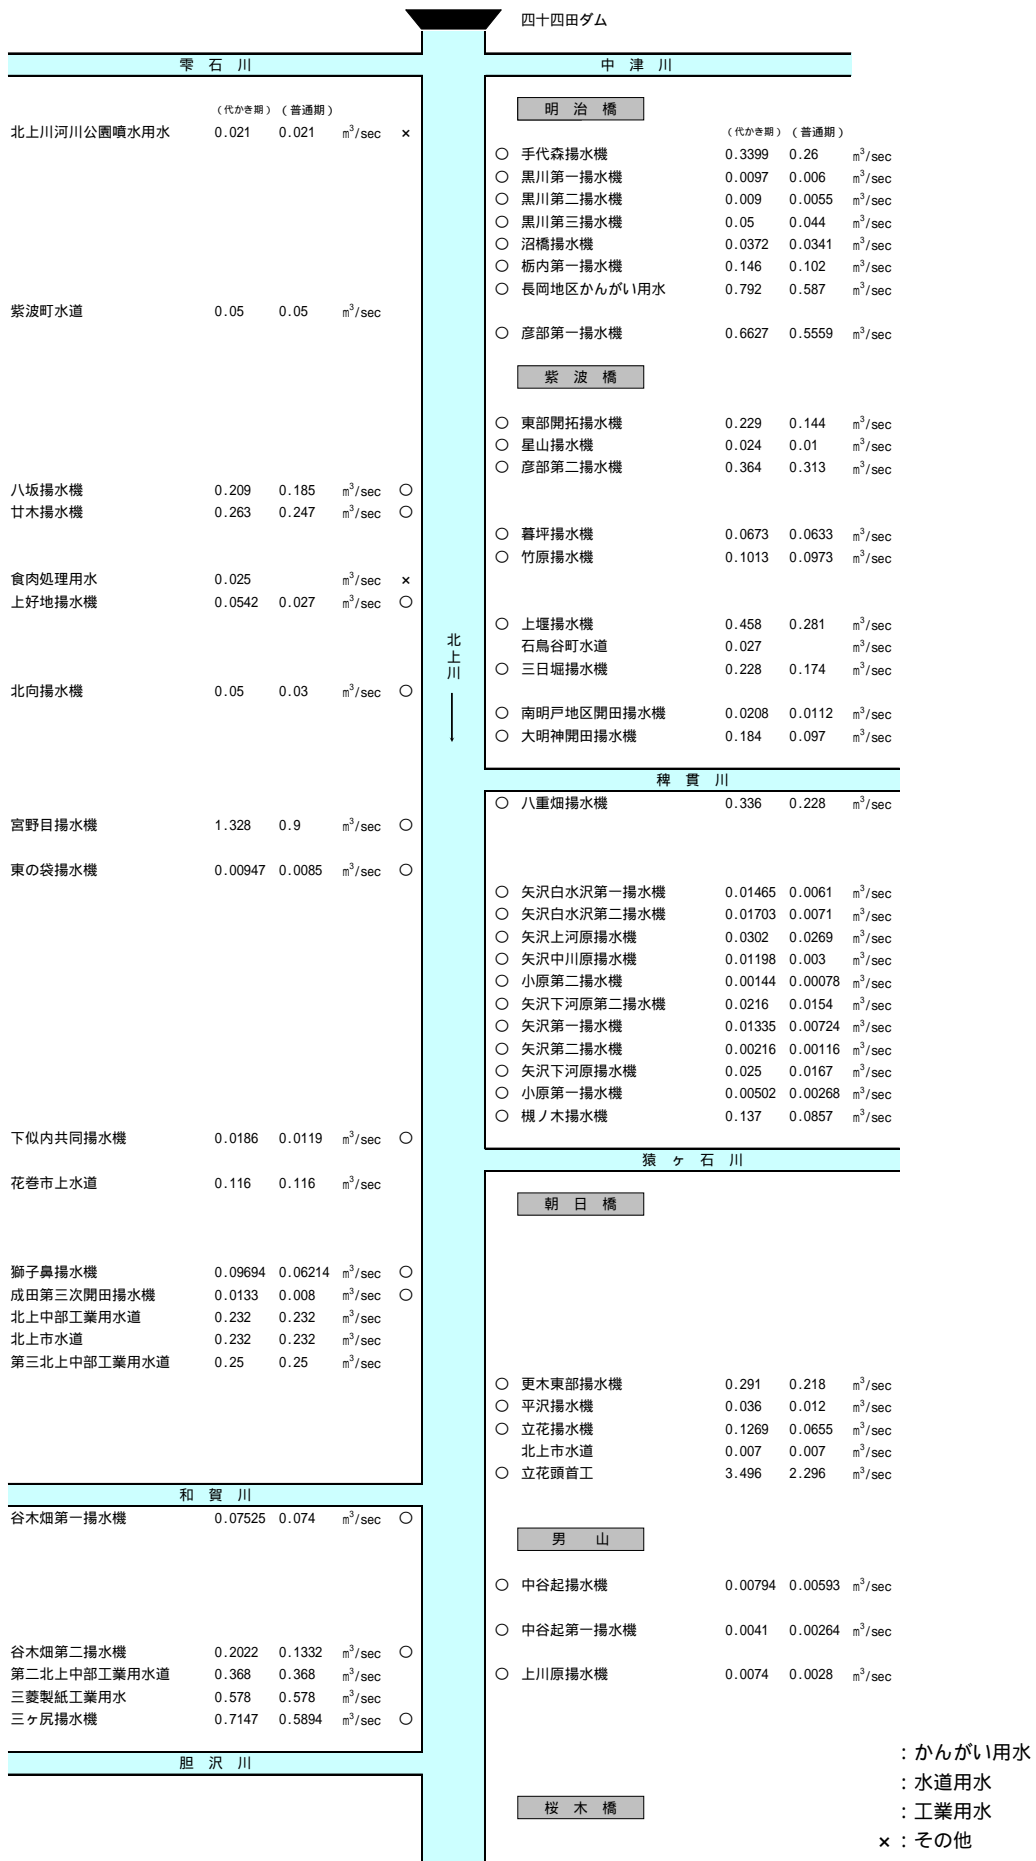 四十四田ダム
雫石川
中津川
明治橋
(代かき期) (普通期)
北上川河川公園噴水用水 0.021 0.021 m³/sec ×
(代かき期) (普通期)
○ 手代森揚水機 0.3399 0.26 m³/sec
○ 黒川第一揚水機 0.0097 0.006 m³/sec
○ 黒川第二揚水機 0.009 0.0055 m³/sec
○ 黒川第三揚水機 0.05 0.044 m³/sec
○ 沼橋揚水機 0.0372 0.0341 m³/sec
○ 栃内第一揚水機 0.146 0.102 m³/sec
○ 長岡地区かんがい用水 0.792 0.587 m³/sec
紫波町水道 0.05 0.05 m³/sec
○ 彦部第一揚水機 0.6627 0.5559 m³/sec
紫波橋
○ 東部開拓揚水機 0.229 0.144 m³/sec
○ 星山揚水機 0.024 0.01 m³/sec
○ 彦部第二揚水機 0.364 0.313 m³/sec
八坂揚水機 0.209 0.185 m³/sec ○
廿木揚水機 0.263 0.247 m³/sec ○
○ 暮坪揚水機 0.0673 0.0633 m³/sec
○ 竹原揚水機 0.1013 0.0973 m³/sec
食肉処理用水 0.025 m³/sec ×
上好地揚水機 0.0542 0.027 m³/sec ○
○ 上堰揚水機 0.458 0.281 m³/sec
石鳥谷町水道 0.027 m³/sec
○ 三日堀揚水機 0.228 0.174 m³/sec
北上川
北向揚水機 0.05 0.03 m³/sec ○
○ 南明戸地区開田揚水機 0.0208 0.0112 m³/sec
○ 大明神開田揚水機 0.184 0.097 m³/sec
稗貫川
○ 八重畑揚水機 0.336 0.228 m³/sec
宮野目揚水機 1.328 0.9 m³/sec ○
東の袋揚水機 0.00947 0.0085 m³/sec ○
○ 矢沢白水沢第一揚水機 0.01465 0.0061 m³/sec
○ 矢沢白水沢第二揚水機 0.01703 0.0071 m³/sec
○ 矢沢上河原揚水機 0.0302 0.0269 m³/sec
○ 矢沢中川原揚水機 0.01198 0.003 m³/sec
○ 小原第二揚水機 0.00144 0.00078 m³/sec
○ 矢沢下河原第二揚水機 0.0216 0.0154 m³/sec
○ 矢沢第一揚水機 0.01335 0.00724 m³/sec
○ 矢沢第二揚水機 0.00216 0.00116 m³/sec
○ 矢沢下河原揚水機 0.025 0.0167 m³/sec
○ 小原第一揚水機 0.00502 0.00268 m³/sec
○ 槻ノ木揚水機 0.137 0.0857 m³/sec
下似内共同揚水機 0.0186 0.0119 m³/sec ○
猿ヶ石川
花巻市上水道 0.116 0.116 m³/sec
朝日橋
獅子鼻揚水機 0.09694 0.06214 m³/sec ○
成田第三次開田揚水機 0.0133 0.008 m³/sec ○
北上中部工業用水道 0.232 0.232 m³/sec
北上市水道 0.232 0.232 m³/sec
第三北上中部工業用水道 0.25 0.25 m³/sec
○ 更木東部揚水機 0.291 0.218 m³/sec
○ 平沢揚水機 0.036 0.012 m³/sec
○ 立花揚水機 0.1269 0.0655 m³/sec
北上市水道 0.007 0.007 m³/sec
○ 立花頭首工 3.496 2.296 m³/sec
和賀川
谷木畑第一揚水機 0.07525 0.074 m³/sec ○
男山
○ 中谷起揚水機 0.00794 0.00593 m³/sec
○ 中谷起第一揚水機 0.0041 0.00264 m³/sec
谷木畑第二揚水機 0.2022 0.1332 m³/sec ○
第二北上中部工業用水道 0.368 0.368 m³/sec
○ 上川原揚水機 0.0074 0.0028 m³/sec
三菱製紙工業用水 0.578 0.578 m³/sec
三ヶ尻揚水機 0.7147 0.5894 m³/sec ○
胆沢川
桜木橋
：かんがい用水
：水道用水
：工業用水
×：その他